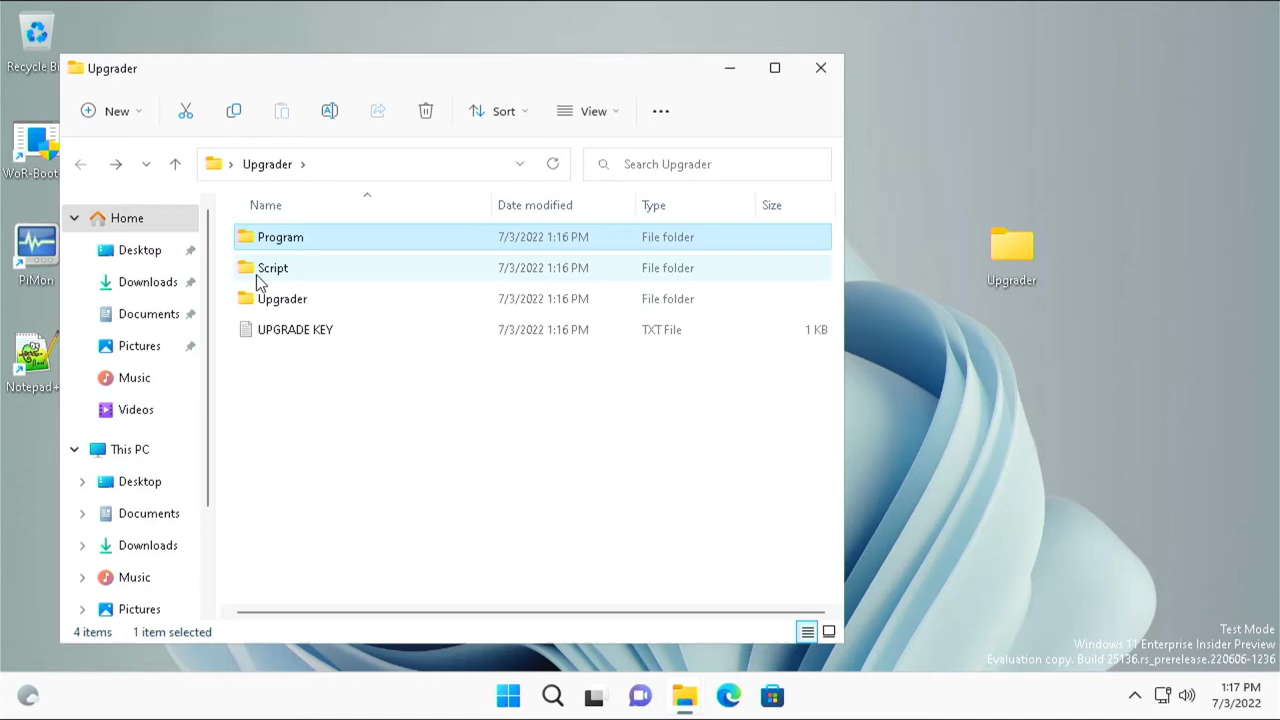 Recycle Bi
WoR-Boot
PiMon
Notepad+
Upgrader
New
Sort
View
Upgrader
Search Upgrader
Name Date modified Type Size
Program 7/3/2022 1:16 PM File folder
Script 7/3/2022 1:16 PM File folder
Upgrader 7/3/2022 1:16 PM File folder
UPGRADE KEY 7/3/2022 1:16 PM TXT File 1 KB
Home
Desktop
Downloads
Documents
Pictures
Music
Videos
This PC
Desktop
Documents
Downloads
Music
Pictures
4 items 1 item selected
Upgrader
Test Mode
Windows 11 Enterprise Insider Preview
Evaluation copy. Build 25136.rs_prerelease.220606-1236
1:17 PM
7/3/2022